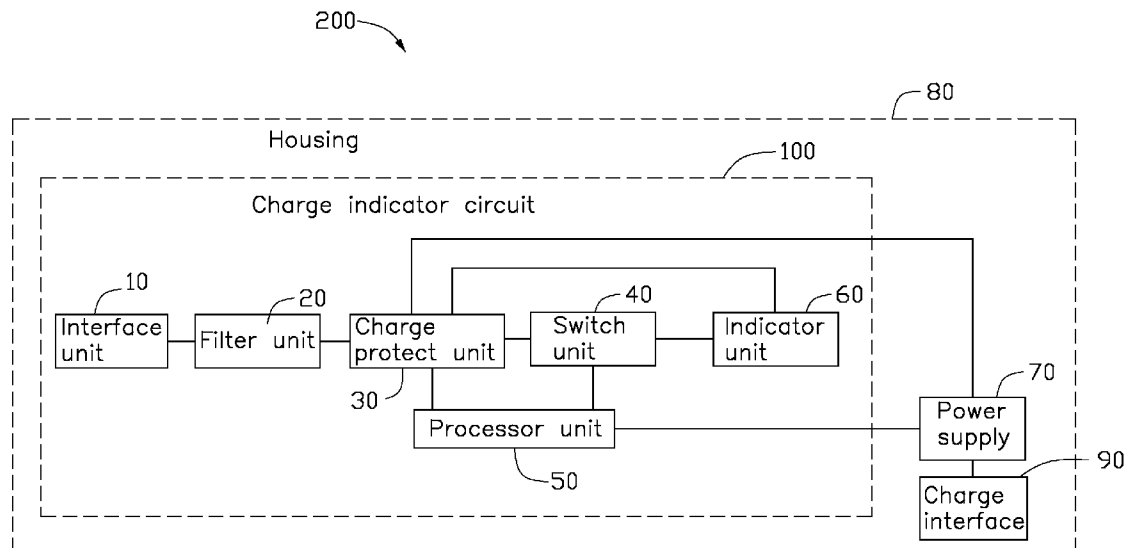 200
80
Housing
100
Charge indicator circuit
10
20
40
60
Interface
unit
Filter unit
Charge
protect unit
Switch
unit
Indicator
unit
30
70
Processor unit
Power
supply
50
90
Charge
interface